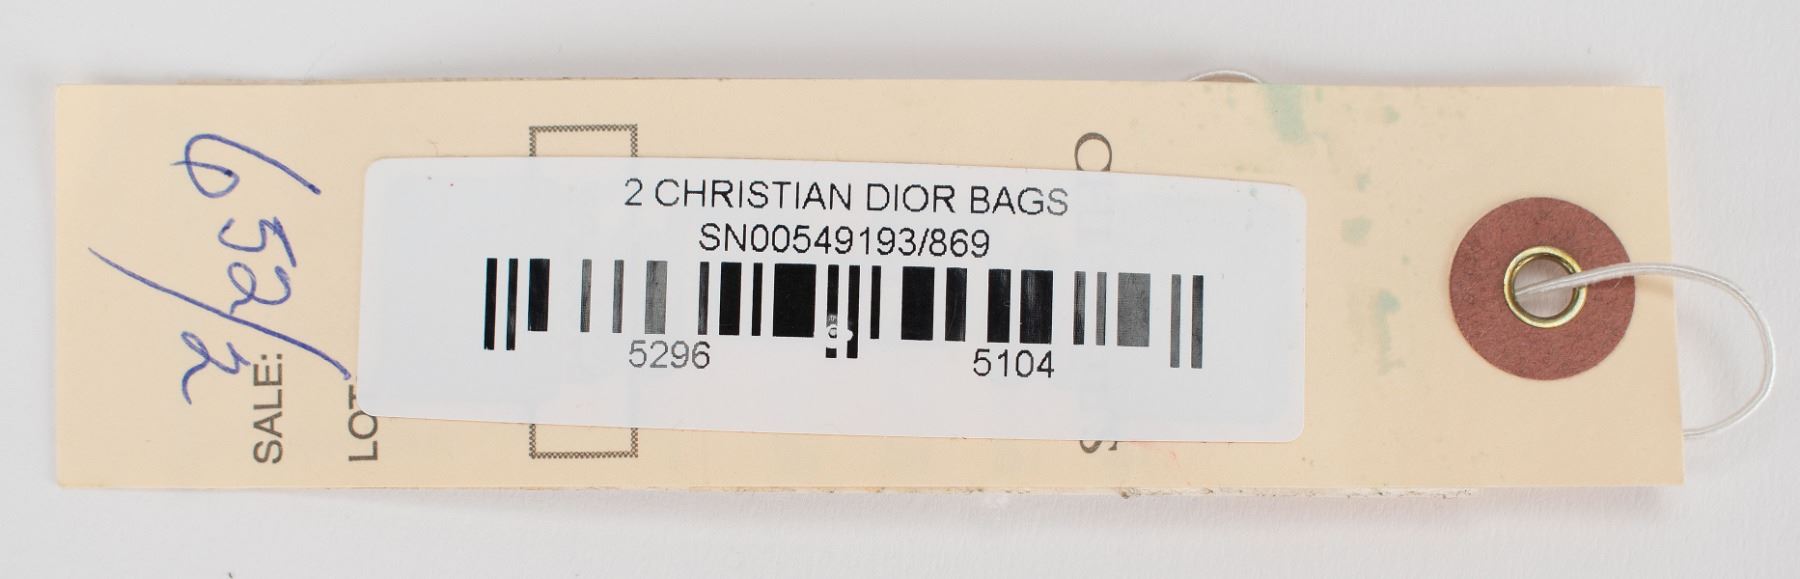 2 CHRISTIAN DIOR BAGS
SN00549193/869
5296 5104
652/2
SALE:
LOT